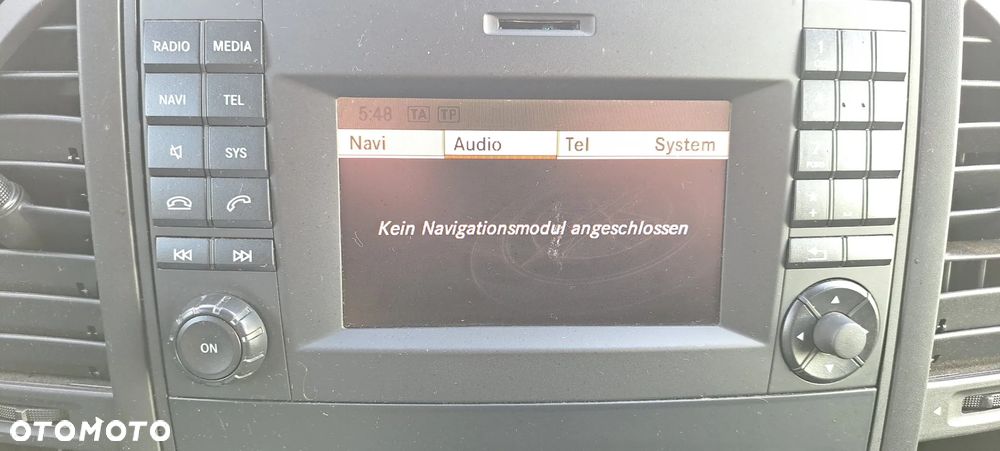 RADIO MEDIA
NAVI TEL
SYS
ON
5:48 TA TP
Navi Audio Tel System
Kein Navigationsmodul angeschlossen
OTOMOTO